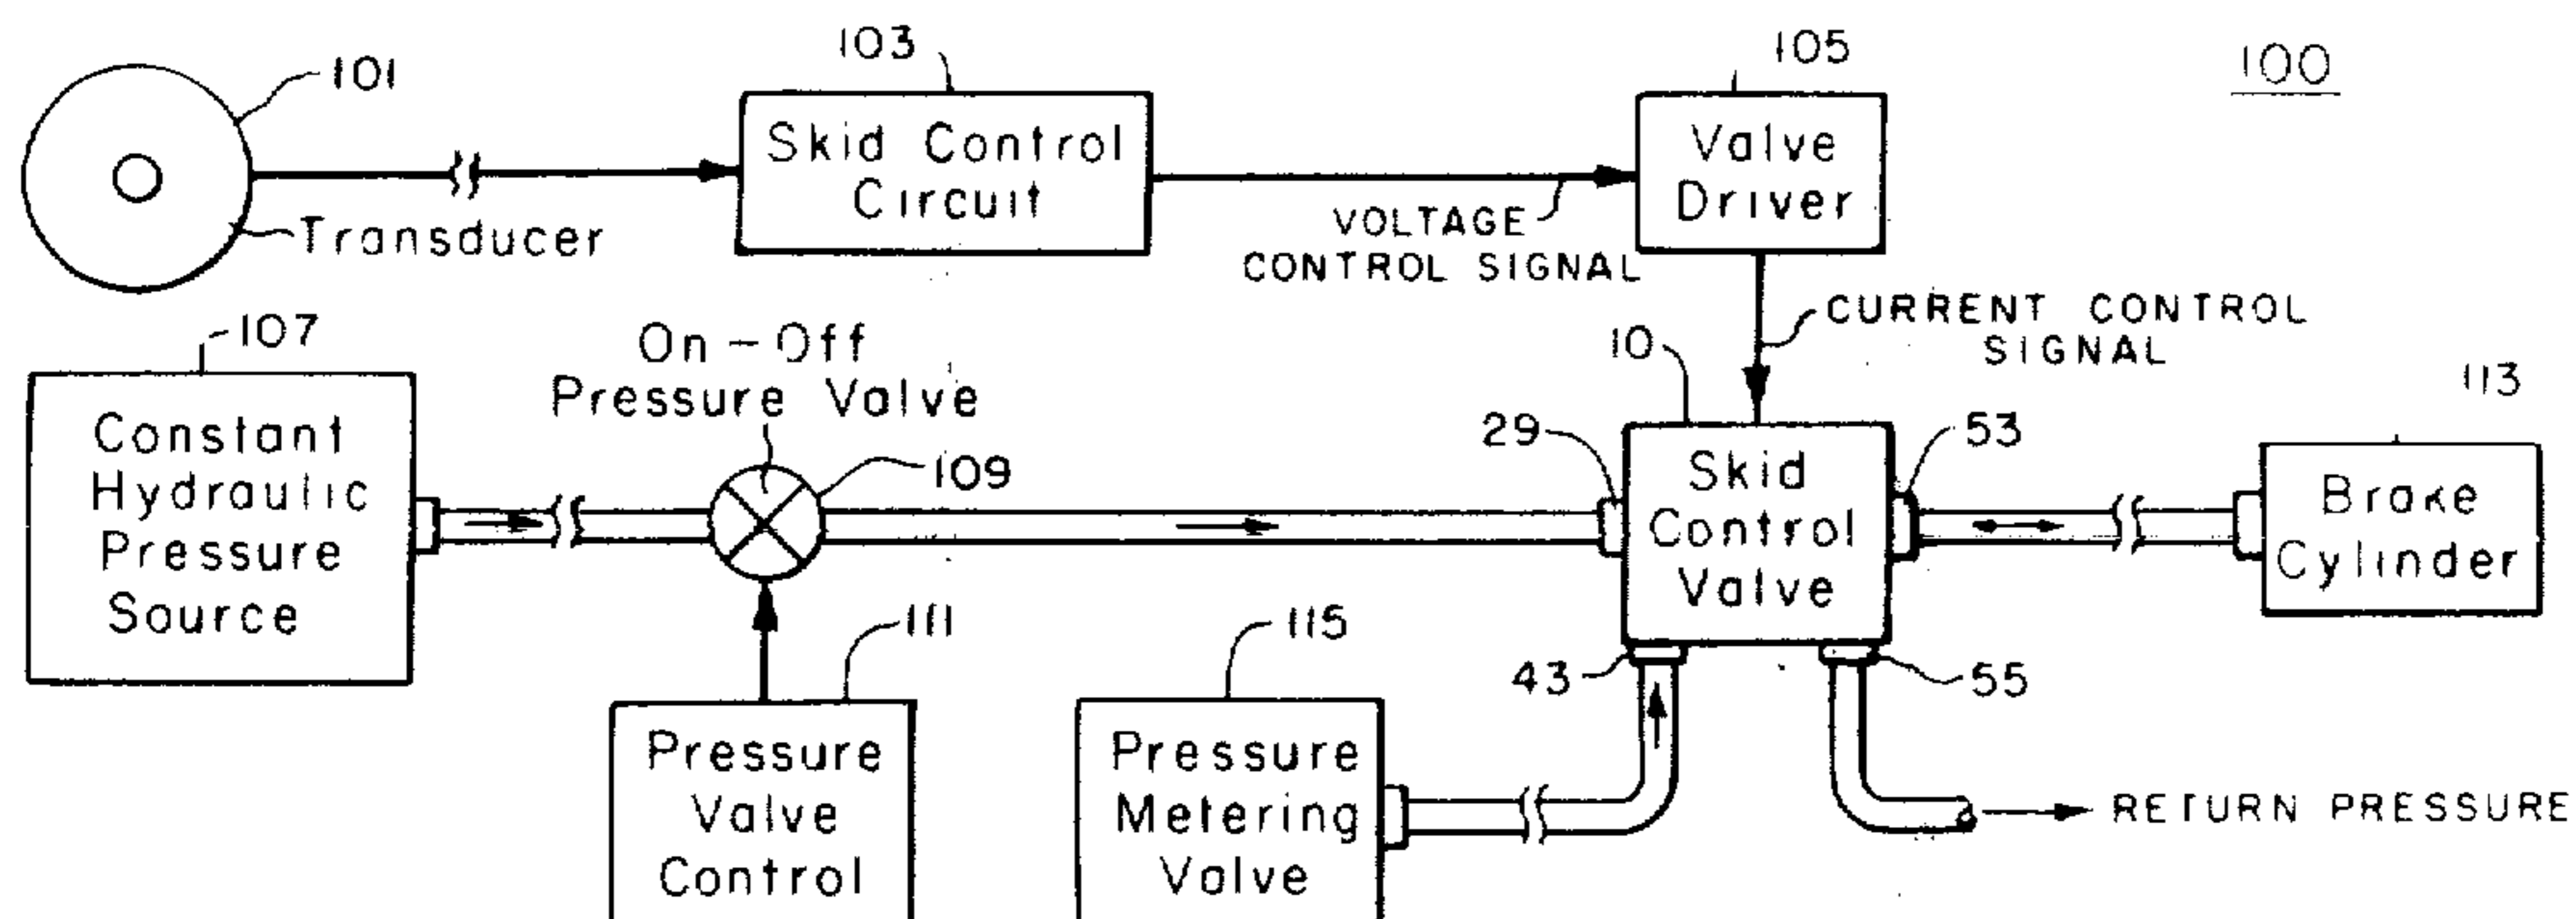 101
Transducer
103
Skid Control
Circuit
VOLTAGE
CONTROL SIGNAL
105
Valve
Driver
100
CURRENT CONTROL
SIGNAL
107
Constant
Hydraulic
Pressure
Source
On-Off
Pressure Valve
109
111
Pressure
Valve
Control
115
Pressure
Metering
Valve
10
29
Skid
Control
Valve
53
43
55
RETURN PRESSURE
113
Brake
Cylinder